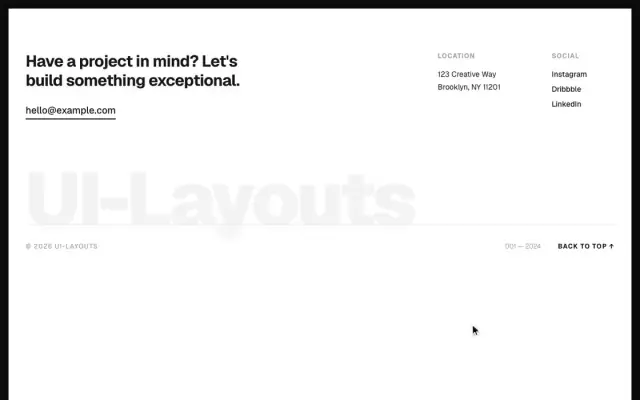 Have a project in mind? Let's
build something exceptional.
hello@example.com
LOCATION
123 Creative Way
Brooklyn, NY 11201
SOCIAL
Instagram
Dribbble
LinkedIn
UI-Layouts
© 2026 UI-LAYOUTS
001 — 2024
BACK TO TOP ↑